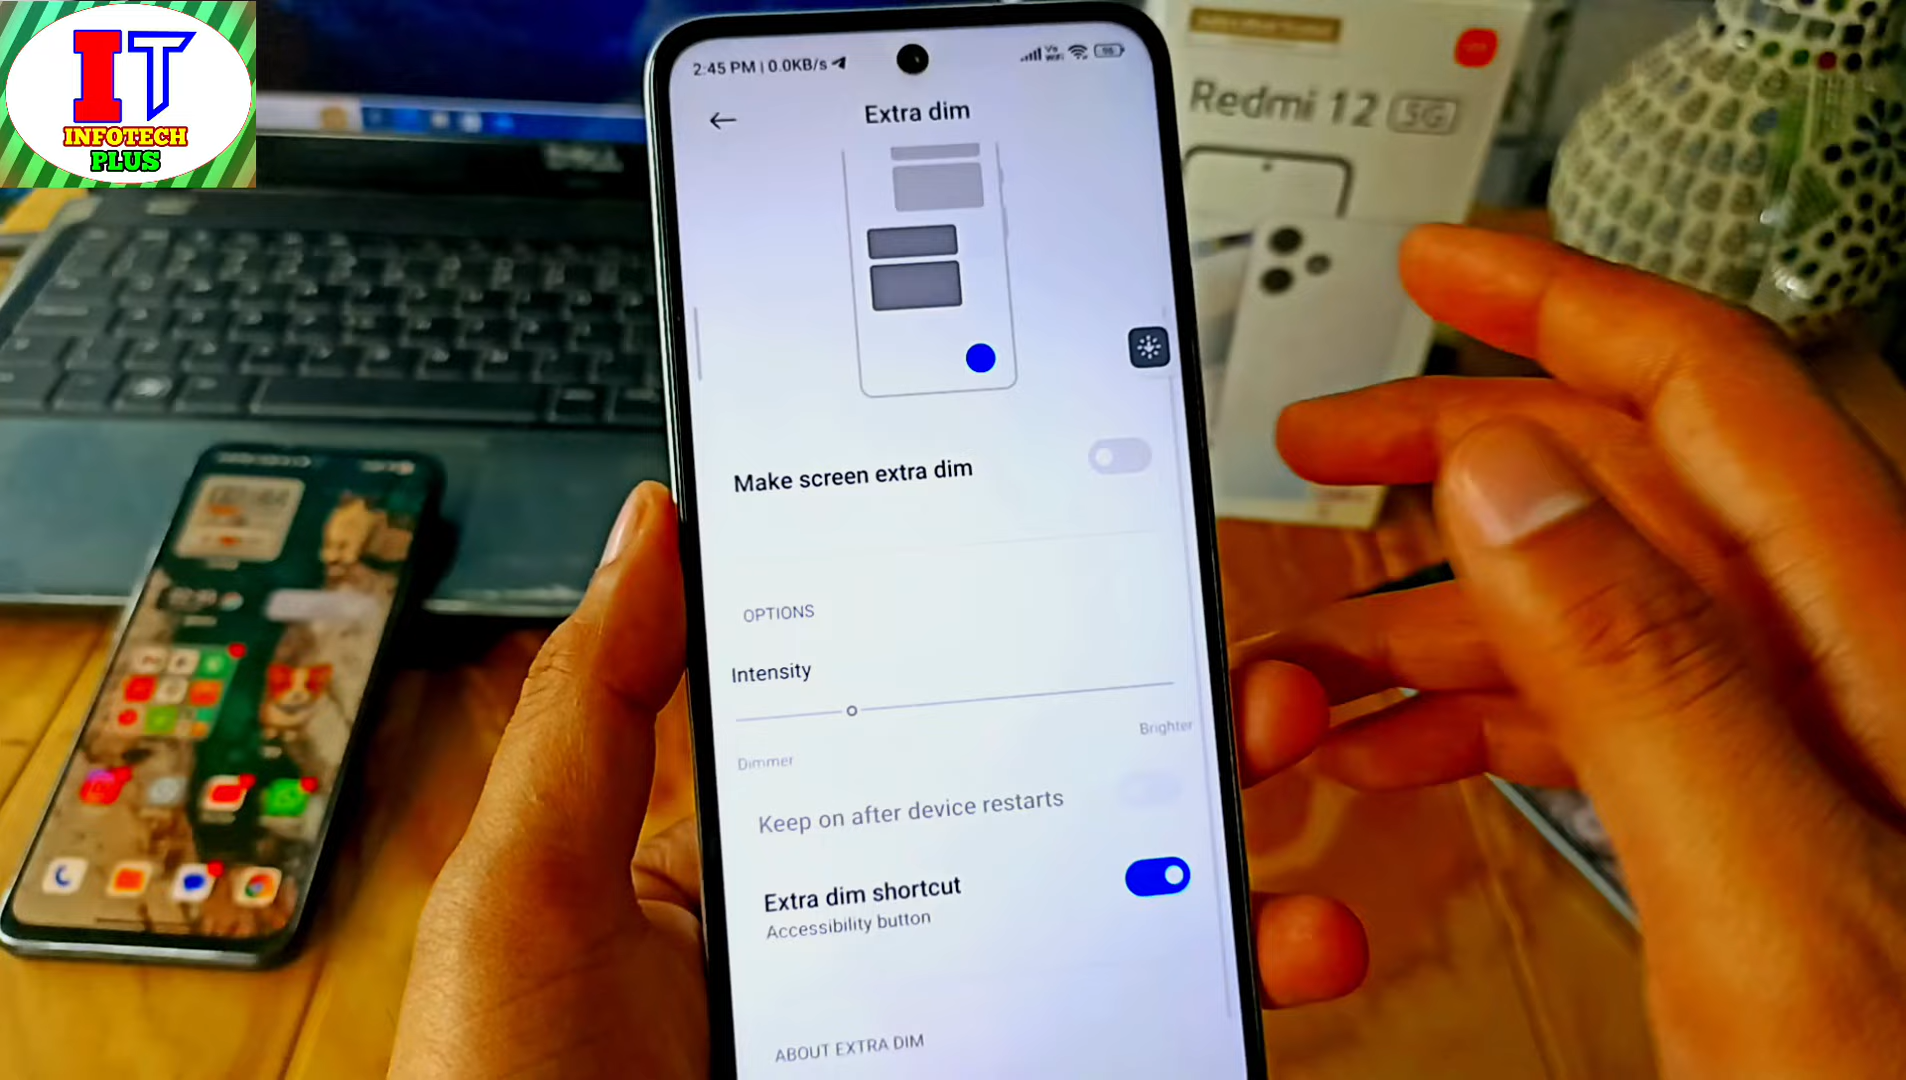 IT
INFOTECH
PLUS
2:45 PM | 0.0KB/s
Extra dim
Make screen extra dim
OPTIONS
Intensity
Dimmer
Brighter
Keep on after device restarts
Extra dim shortcut
Accessibility button
ABOUT EXTRA DIM
Redmi 12 5G
DELL